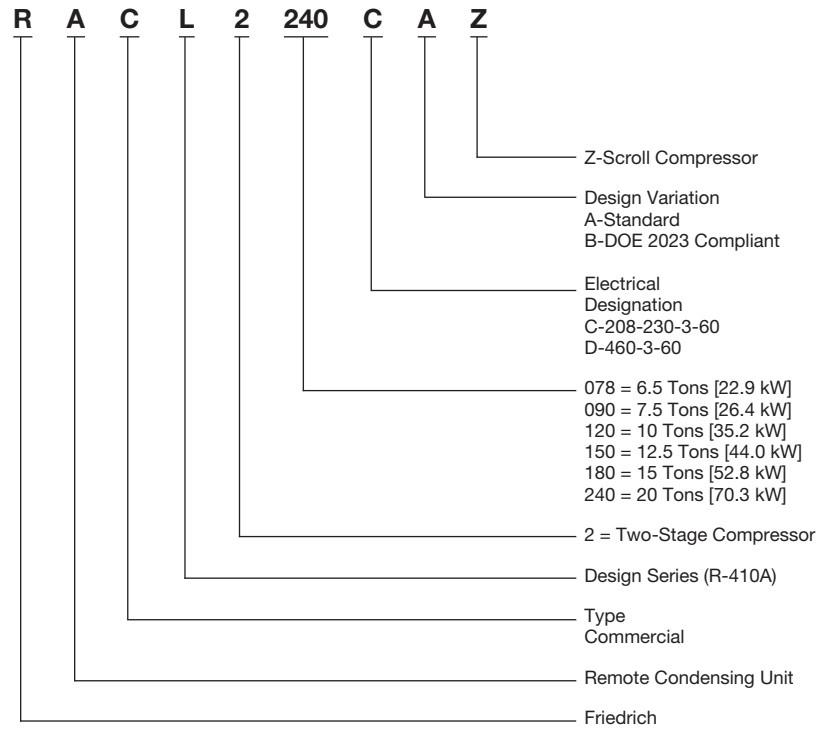 R A C L 2 240 C A Z
Z-Scroll Compressor
Design Variation
A-Standard
B-DOE 2023 Compliant
Electrical
Designation
C-208-230-3-60
D-460-3-60
078 = 6.5 Tons [22.9 kW]
090 = 7.5 Tons [26.4 kW]
120 = 10 Tons [35.2 kW]
150 = 12.5 Tons [44.0 kW]
180 = 15 Tons [52.8 kW]
240 = 20 Tons [70.3 kW]
2 = Two-Stage Compressor
Design Series (R-410A)
Type
Commercial
Remote Condensing Unit
Friedrich